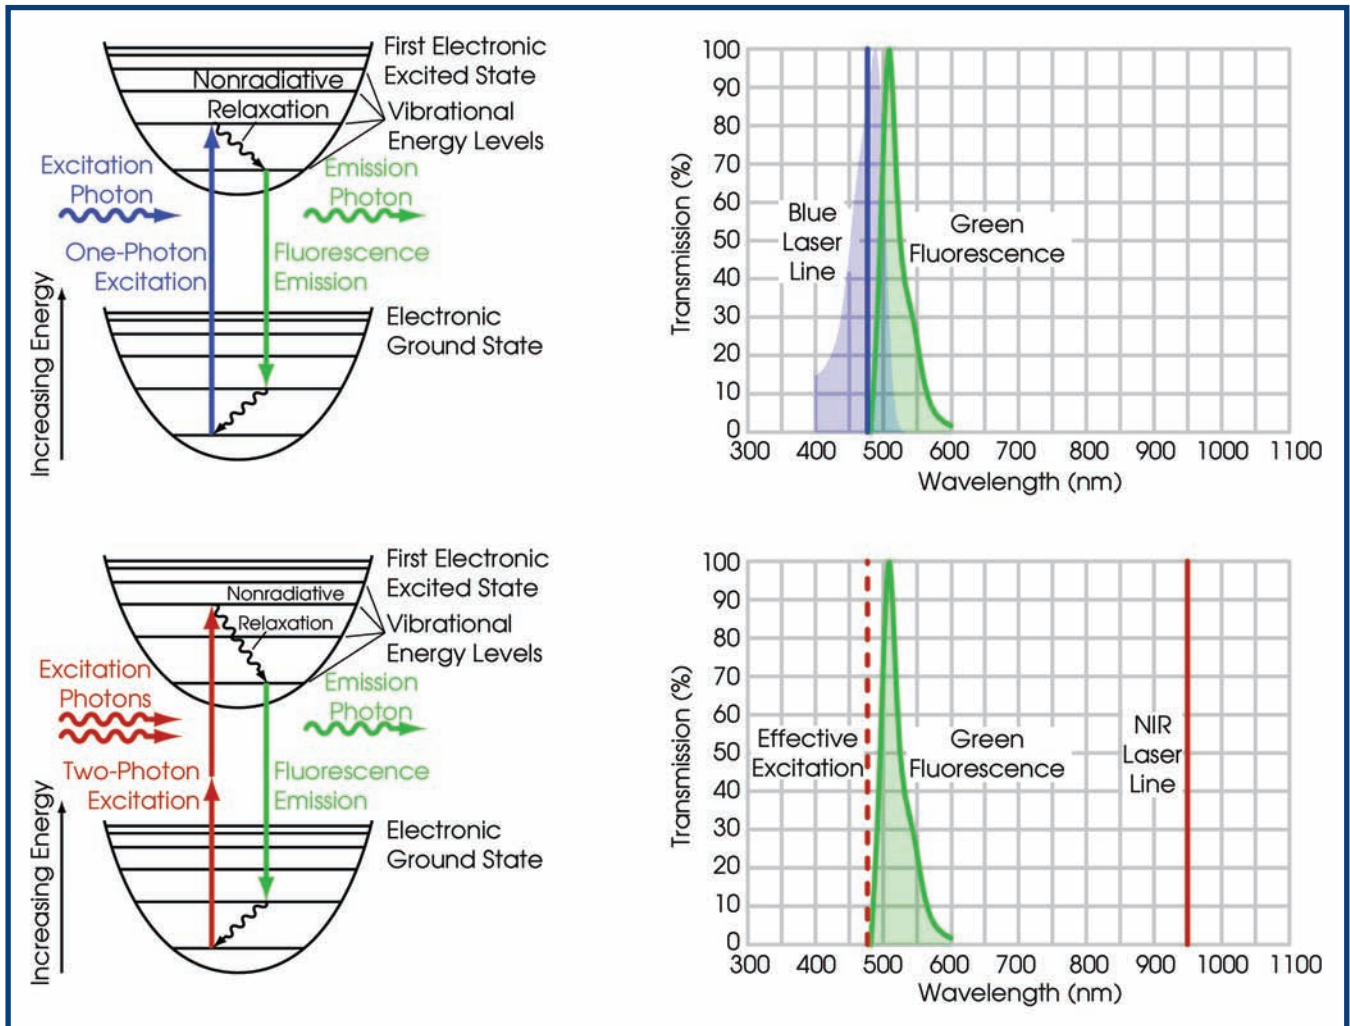 First Electronic
Excited State
Nonradiative
Relaxation
Vibrational
Energy Levels
Excitation
Photon
Emission
Photon
One-Photon
Excitation
Fluorescence
Emission
Increasing Energy
Electronic
Ground State
100
90
80
70
60
50
40
30
20
10
0
Transmission (%)
Blue
Laser
Line
Green
Fluorescence
300 400 500 600 700 800 900 1000 1100
Wavelength (nm)
First Electronic
Excited State
Nonradiative
Relaxation
Vibrational
Energy Levels
Excitation
Photons
Emission
Photon
Two-Photon
Excitation
Fluorescence
Emission
Increasing Energy
Electronic
Ground State
100
90
80
70
60
50
40
30
20
10
0
Transmission (%)
Effective
Excitation
Green
Fluorescence
NIR
Laser
Line
300 400 500 600 700 800 900 1000 1100
Wavelength (nm)